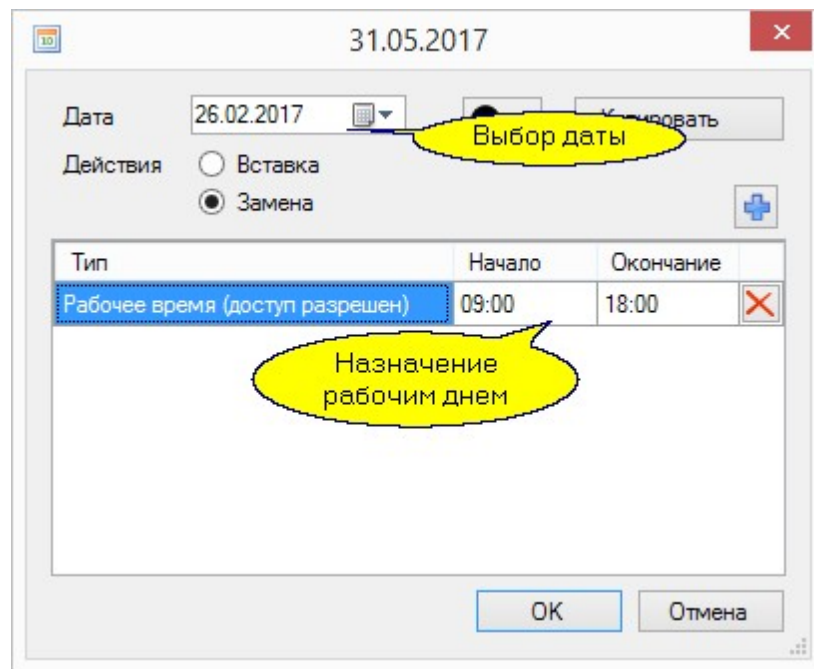 31.05.2017
Дата 26.02.2017
Выбор даты
Действия Вставка
Замена
Тип Начало Окончание
Рабочее время (доступ разрешен) 09:00 18:00
Назначение
рабочим днем
OK Отмена